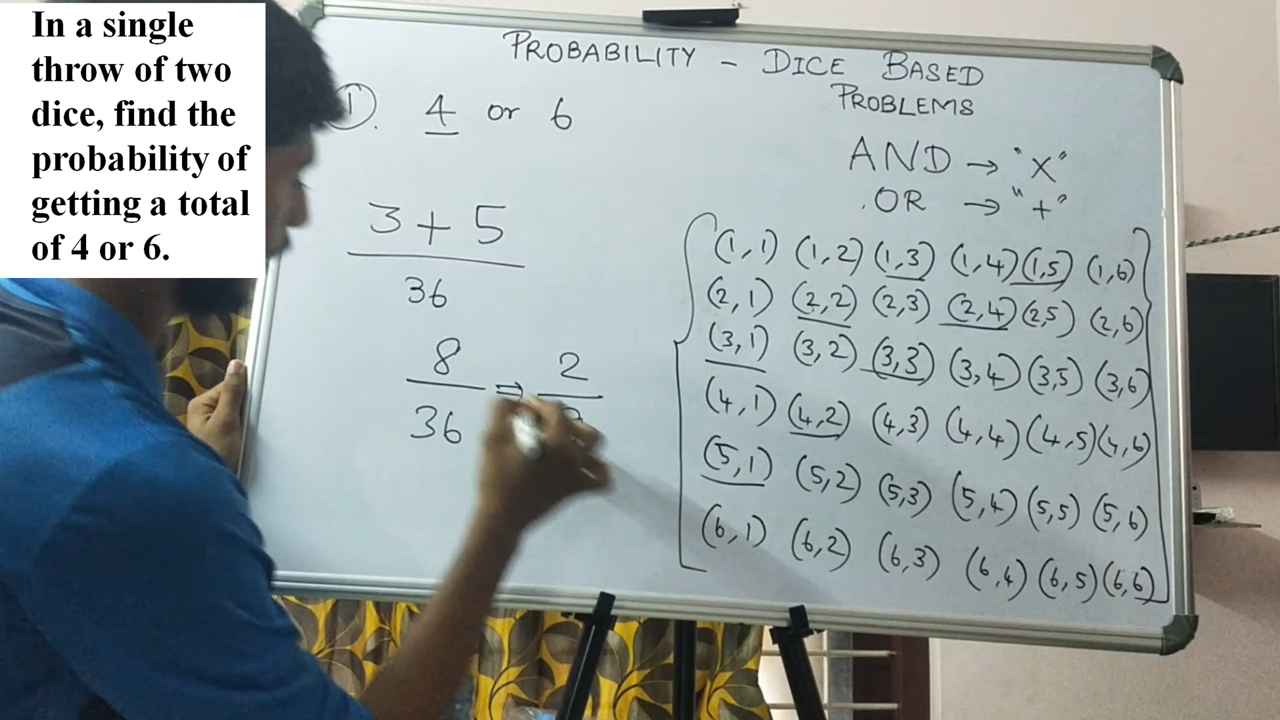 In a single
throw of two
dice, find the
probability of
getting a total
of 4 or 6.
PROBABILITY - DICE BASED
PROBLEMS
①. 4 or 6
AND → "X"
OR → "+"
3 + 5
36
8
36
⇒ 2
(1,1) (1,2) (1,3) (1,4) (1,5) (1,6)
(2,1) (2,2) (2,3) (2,4) (2,5) (2,6)
(3,1) (3,2) (3,3) (3,4) (3,5) (3,6)
(4,1) (4,2) (4,3) (4,4) (4,5) (4,6)
(5,1) (5,2) (5,3) (5,4) (5,5) (5,6)
(6,1) (6,2) (6,3) (6,4) (6,5) (6,6)